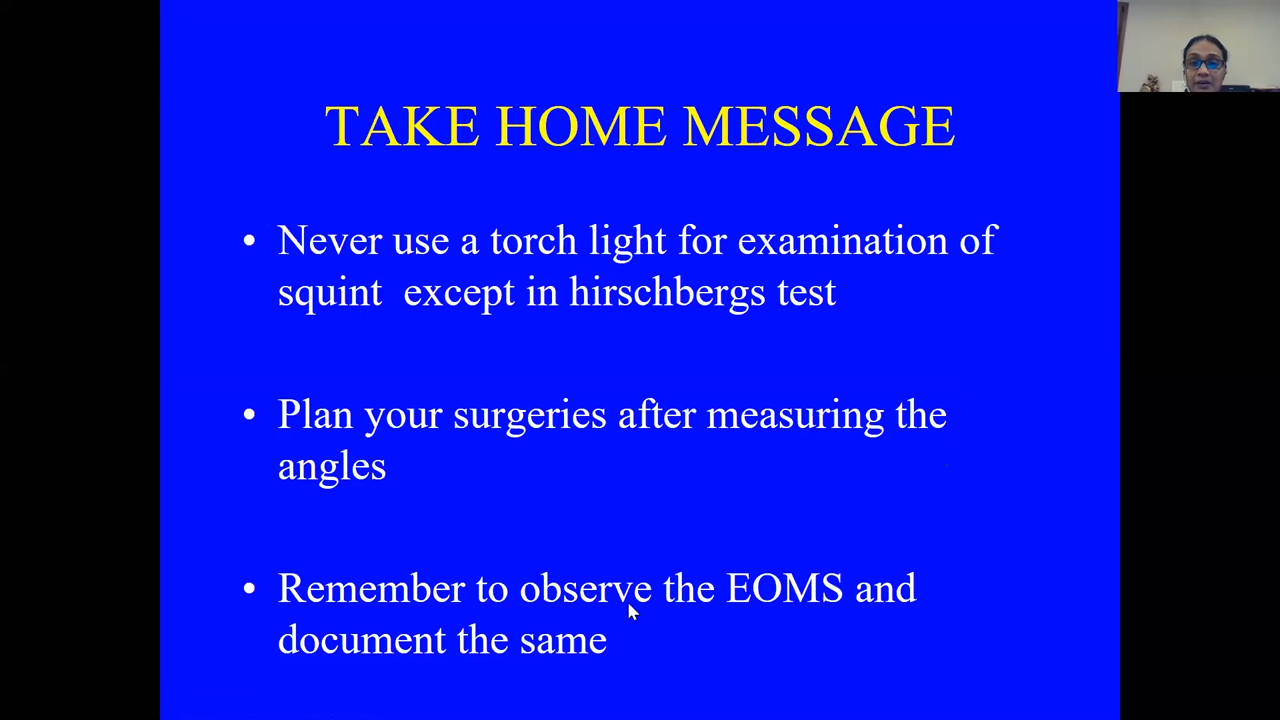 TAKE HOME MESSAGE
• Never use a torch light for examination of
squint  except in hirschbergs test
• Plan your surgeries after measuring the
angles
• Remember to observe the EOMS and
document the same